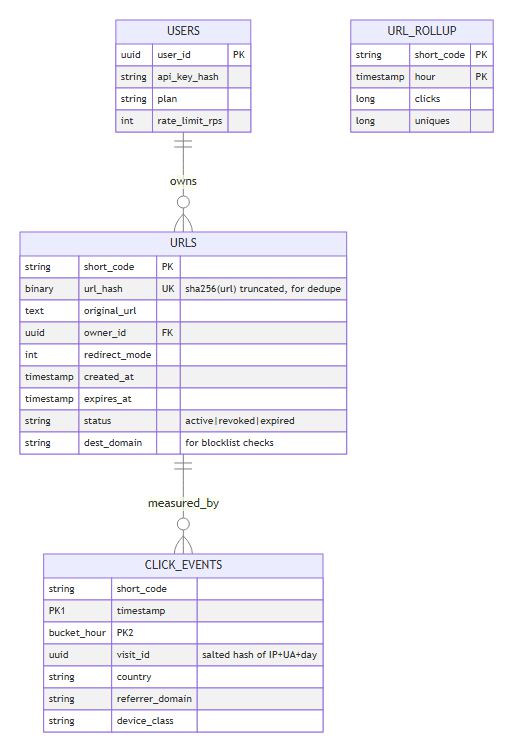 USERS
uuid user_id PK
string api_key_hash
string plan
int rate_limit_rps
URL_ROLLUP
string short_code PK
timestamp hour PK
long clicks
long uniques
owns
URLS
string short_code PK
binary url_hash UK sha256(url) truncated, for dedupe
text original_url
uuid owner_id FK
int redirect_mode
timestamp created_at
timestamp expires_at
string status active|revoked|expired
string dest_domain for blocklist checks
measured_by
CLICK_EVENTS
string short_code
PK1 timestamp
bucket_hour PK2
uuid visit_id salted hash of IP+UA+day
string country
string referrer_domain
string device_class